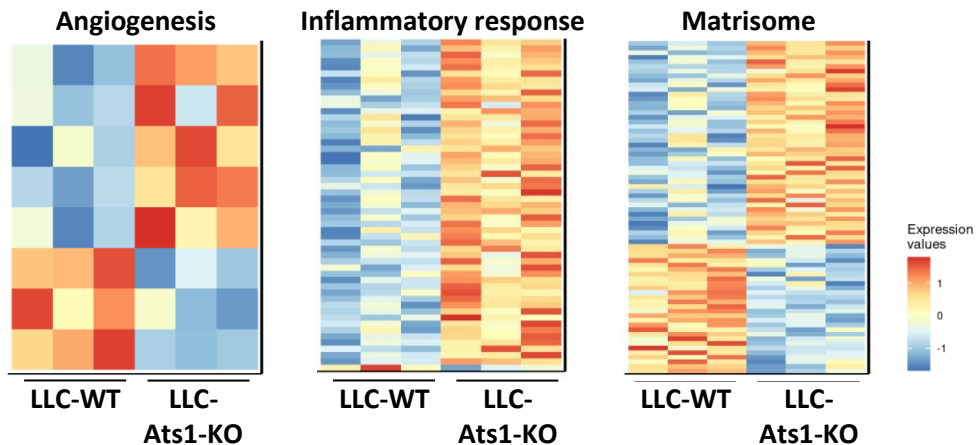 Angiogenesis
Inflammatory response
Matrisome
Expression
values
1
0
-1
LLC-WT
LLC-
Ats1-KO
LLC-WT
LLC-
Ats1-KO
LLC-WT
LLC-
Ats1-KO